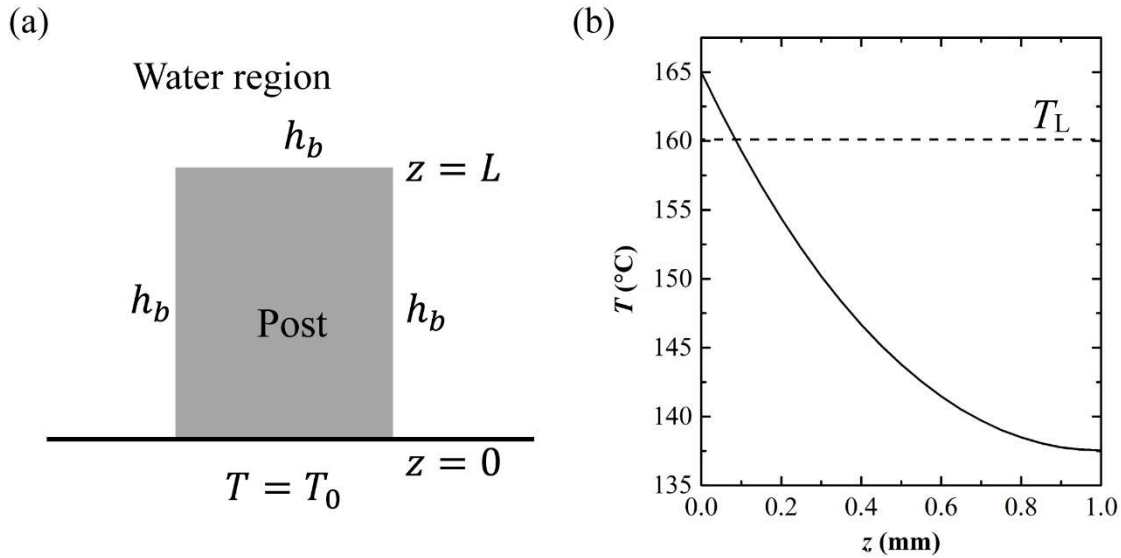 (a)
Water region
h_b
z = L
h_b
Post
h_b
z = 0
T = T_0
(b)
165
160
155
150
145
140
135
T (°C)
T_L
0.0 0.2 0.4 0.6 0.8 1.0
z (mm)